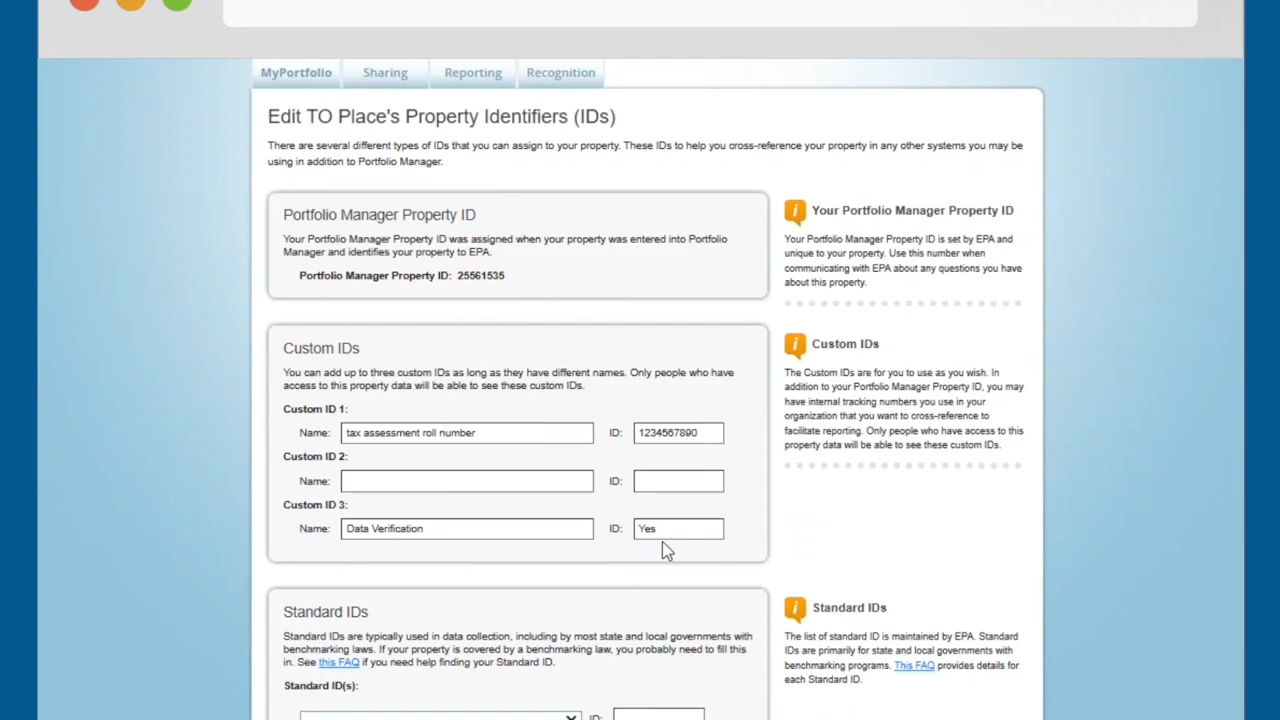 MyPortfolio Sharing Reporting Recognition
Edit TO Place's Property Identifiers (IDs)
There are several different types of IDs that you can assign to your property. These IDs to help you cross-reference your property in any other systems you may be
using in addition to Portfolio Manager.
Portfolio Manager Property ID
Your Portfolio Manager Property ID was assigned when your property was entered into Portfolio
Manager and identifies your property to EPA.
Portfolio Manager Property ID: 25561535
Your Portfolio Manager Property ID
Your Portfolio Manager Property ID is set by EPA and
unique to your property. Use this number when
communicating with EPA about any questions you have
about this property.
Custom IDs
You can add up to three custom IDs as long as they have different names. Only people who have
access to this property data will be able to see these custom IDs.
Custom ID 1:
Name: tax assessment roll number ID: 1234567890
Custom ID 2:
Name: ID:
Custom ID 3:
Name: Data Verification ID: Yes
Custom IDs
The Custom IDs are for you to use as you wish. In
addition to your Portfolio Manager Property ID, you may
have internal tracking numbers you use in your
organization that you want to cross-reference to
facilitate reporting. Only people who have access to this
property data will be able to see these custom IDs.
Standard IDs
Standard IDs are typically used in data collection, including by most state and local governments with
benchmarking laws. If your property is covered by a benchmarking law, you probably need to fill this
in. See this FAQ if you need help finding your Standard ID.
Standard ID(s):
ID:
Standard IDs
The list of standard ID is maintained by EPA. Standard
IDs are primarily for state and local governments with
benchmarking programs. This FAQ provides details for
each Standard ID.